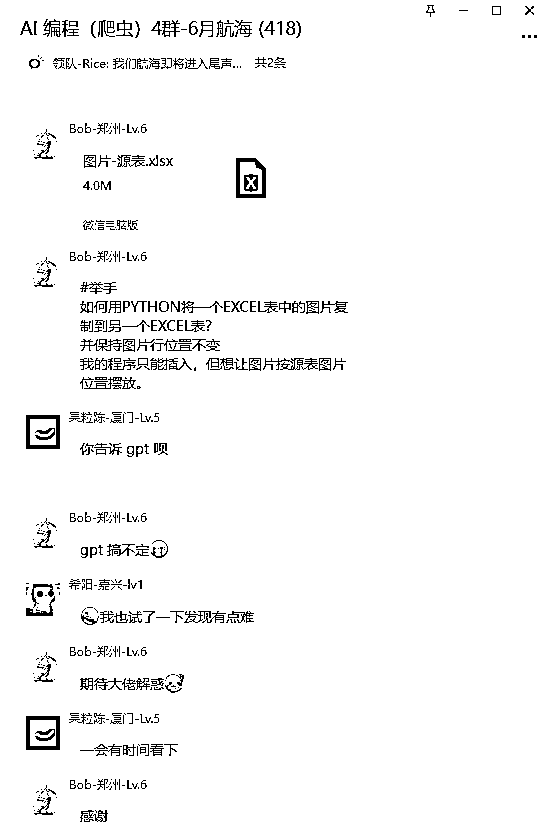 AI 编程（爬虫）4群-6月航海 (418)
领队-Rice: 我们航海即将进入尾声... 共2条
Bob-郑州-Lv.6
图片-源表.xlsx
4.0M
微信电脑版
Bob-郑州-Lv.6
#举手
如何用PYTHON将一个EXCEL表中的图片复
制到另一个EXCEL表?
并保持图片行位置不变
我的程序只能插入，但想让图片按源表图片
位置摆放。
果粒陈-厦门-Lv.5
你告诉 gpt 呗
Bob-郑州-Lv.6
gpt 搞不定
希阳-嘉兴-lv1
我也试了一下发现有点难
Bob-郑州-Lv.6
期待大佬解惑
果粒陈-厦门-Lv.5
一会有时间看下
Bob-郑州-Lv.6
感谢